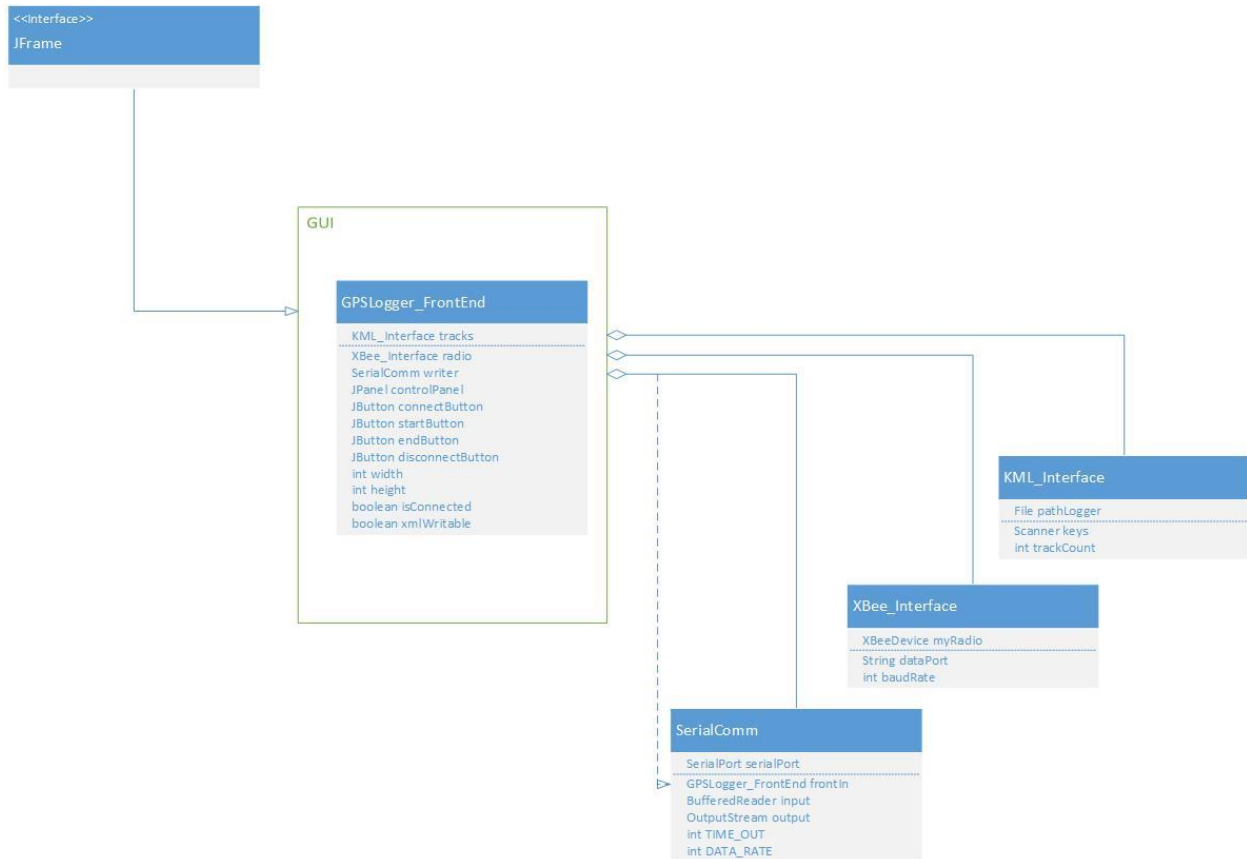 <<Interface>>
JFrame
GUI
GPSLogger_FrontEnd
KML_Interface tracks
XBee_Interface radio
SerialComm writer
JPanel controlPanel
JButton connectButton
JButton startButton
JButton endButton
JButton disconnectButton
int width
int height
boolean isConnected
boolean xmlWritable
KML_Interface
File pathLogger
Scanner keys
int trackCount
XBee_Interface
XBeeDevice myRadio
String dataPort
int baudRate
SerialComm
SerialPort serialPort
GPSLogger_FrontEnd frontIn
BufferedReader input
OutputStream output
int TIME_OUT
int DATA_RATE